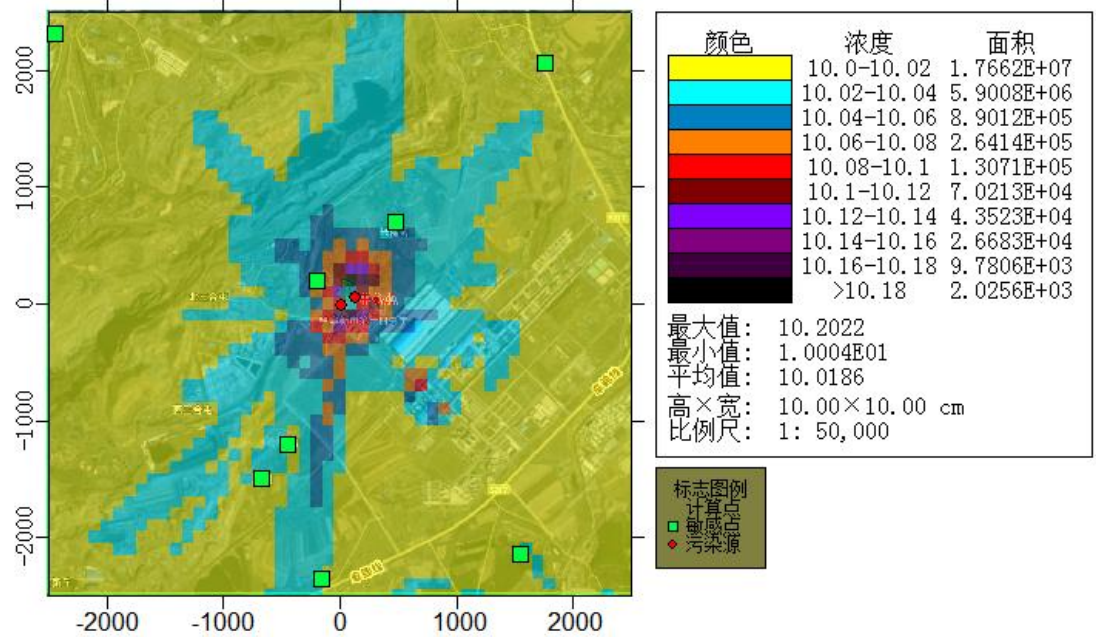 颜色 浓度 面积
10.0-10.02 1.7662E+07
10.02-10.04 5.9008E+06
10.04-10.06 8.9012E+05
10.06-10.08 2.6414E+05
10.08-10.1 1.3071E+05
10.1-10.12 7.0213E+04
10.12-10.14 4.3523E+04
10.14-10.16 2.6683E+04
10.16-10.18 9.7806E+03
>10.18 2.0256E+03
最大值: 10.2022
最小值: 1.0004E01
平均值: 10.0186
高×宽: 10.00×10.00 cm
比例尺: 1: 50,000
标志图例
计算点
敏感点
污染源
2000
1000
0
-1000
-2000
-2000 -1000 0 1000 2000